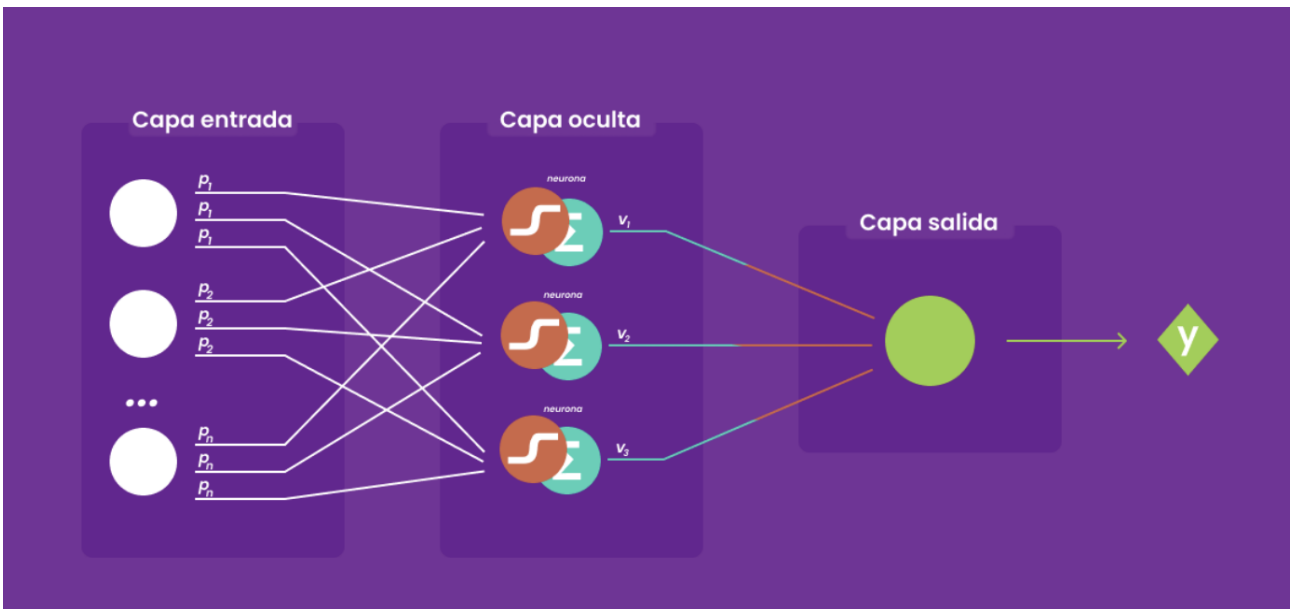 Capa entrada
p1
p1
p1
p2
p2
p2
...
pn
pn
pn
Capa oculta
neurona
Σ
v1
neurona
Σ
v2
neurona
Σ
v3
Capa salida
y